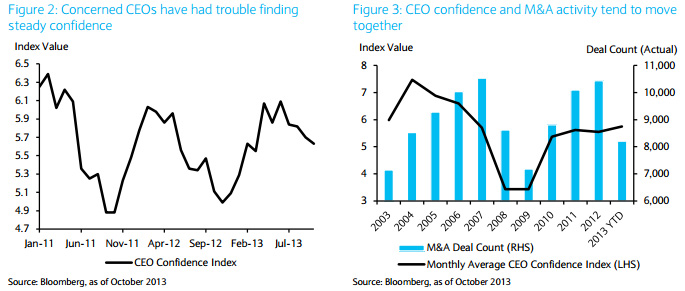 Figure 2: Concerned CEOs have had trouble finding
steady confidence
Index Value
6.5
6.3
6.1
5.9
5.7
5.5
5.3
5.1
4.9
4.7
Jan-11 Jun-11 Nov-11 Apr-12 Sep-12 Feb-13 Jul-13
CEO Confidence Index
Source: Bloomberg, as of October 2013
Figure 3: CEO confidence and M&A activity tend to move
together
Index Value Deal Count (Actual)
8 11,000
7 10,000
6 9,000
5 8,000
4 7,000
3 6,000
2003 2004 2005 2006 2007 2008 2009 2010 2011 2012 2013 YTD
M&A Deal Count (RHS)
Monthly Average CEO Confidence Index (LHS)
Source: Bloomberg, as of October 2013